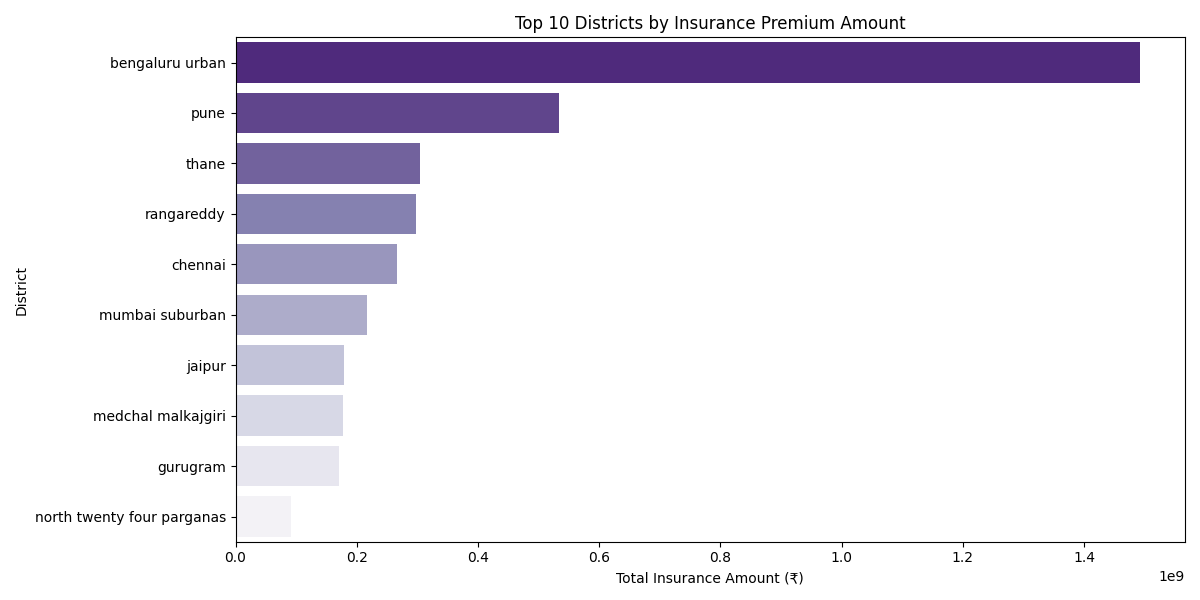 Top 10 Districts by Insurance Premium Amount
District
bengaluru urban
pune
thane
rangareddy
chennai
mumbai suburban
jaipur
medchal malkajgiri
gurugram
north twenty four parganas
0.0 0.2 0.4 0.6 0.8 1.0 1.2 1.4
1e9
Total Insurance Amount (₹)